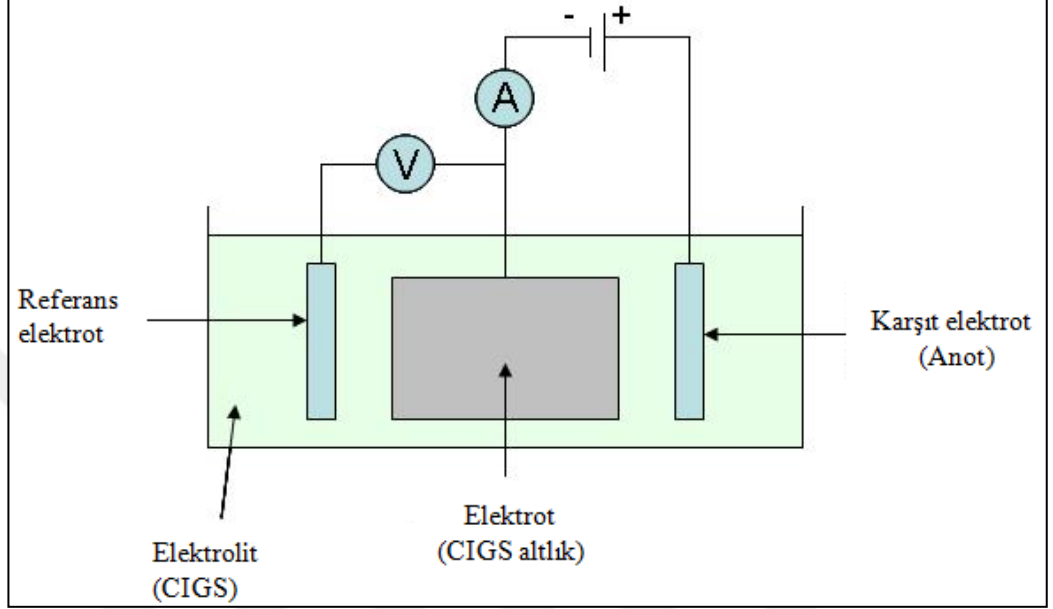 - +
A
V
Referans
elektrot
Karşıt elektrot
(Anot)
Elektrot
(CIGS altlık)
Elektrolit
(CIGS)